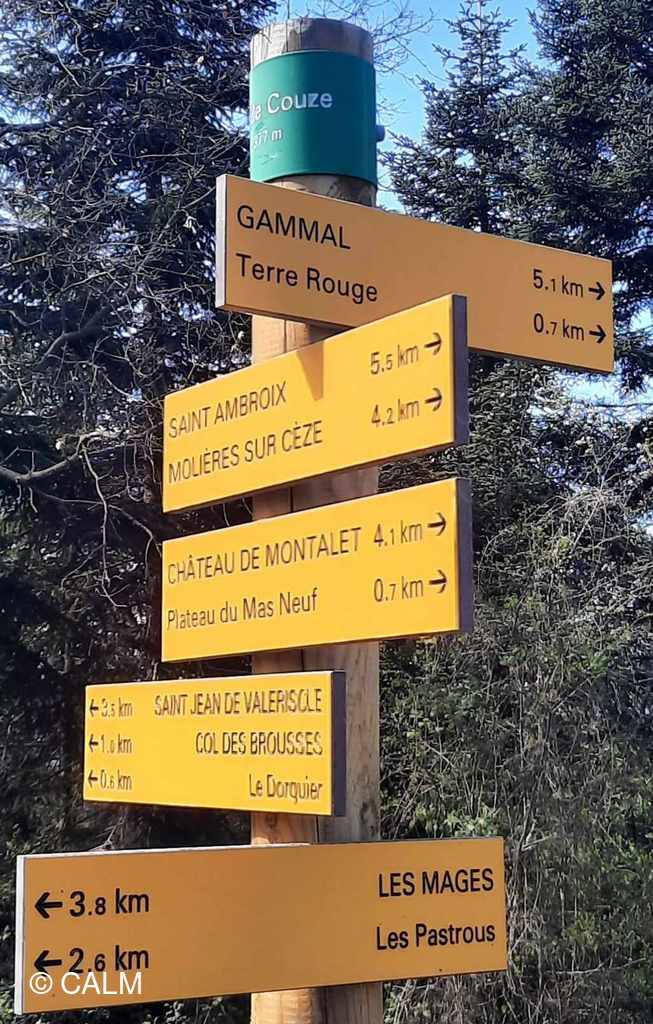 de Couze
377 m
GAMMAL 5.1 km →
Terre Rouge 0.7 km →
SAINT AMBROIX 5.5 km →
MOLIÈRES SUR CÈZE 4.2 km →
CHÂTEAU DE MONTALET 4.1 km →
Plateau du Mas Neuf 0.7 km →
← 3.5 km SAINT JEAN DE VALERISCLE
← 1.0 km COL DES BROUSSES
← 0.6 km Le Dorquier
← 3.8 km LES MAGES
← 2.6 km Les Pastrous
© CALM